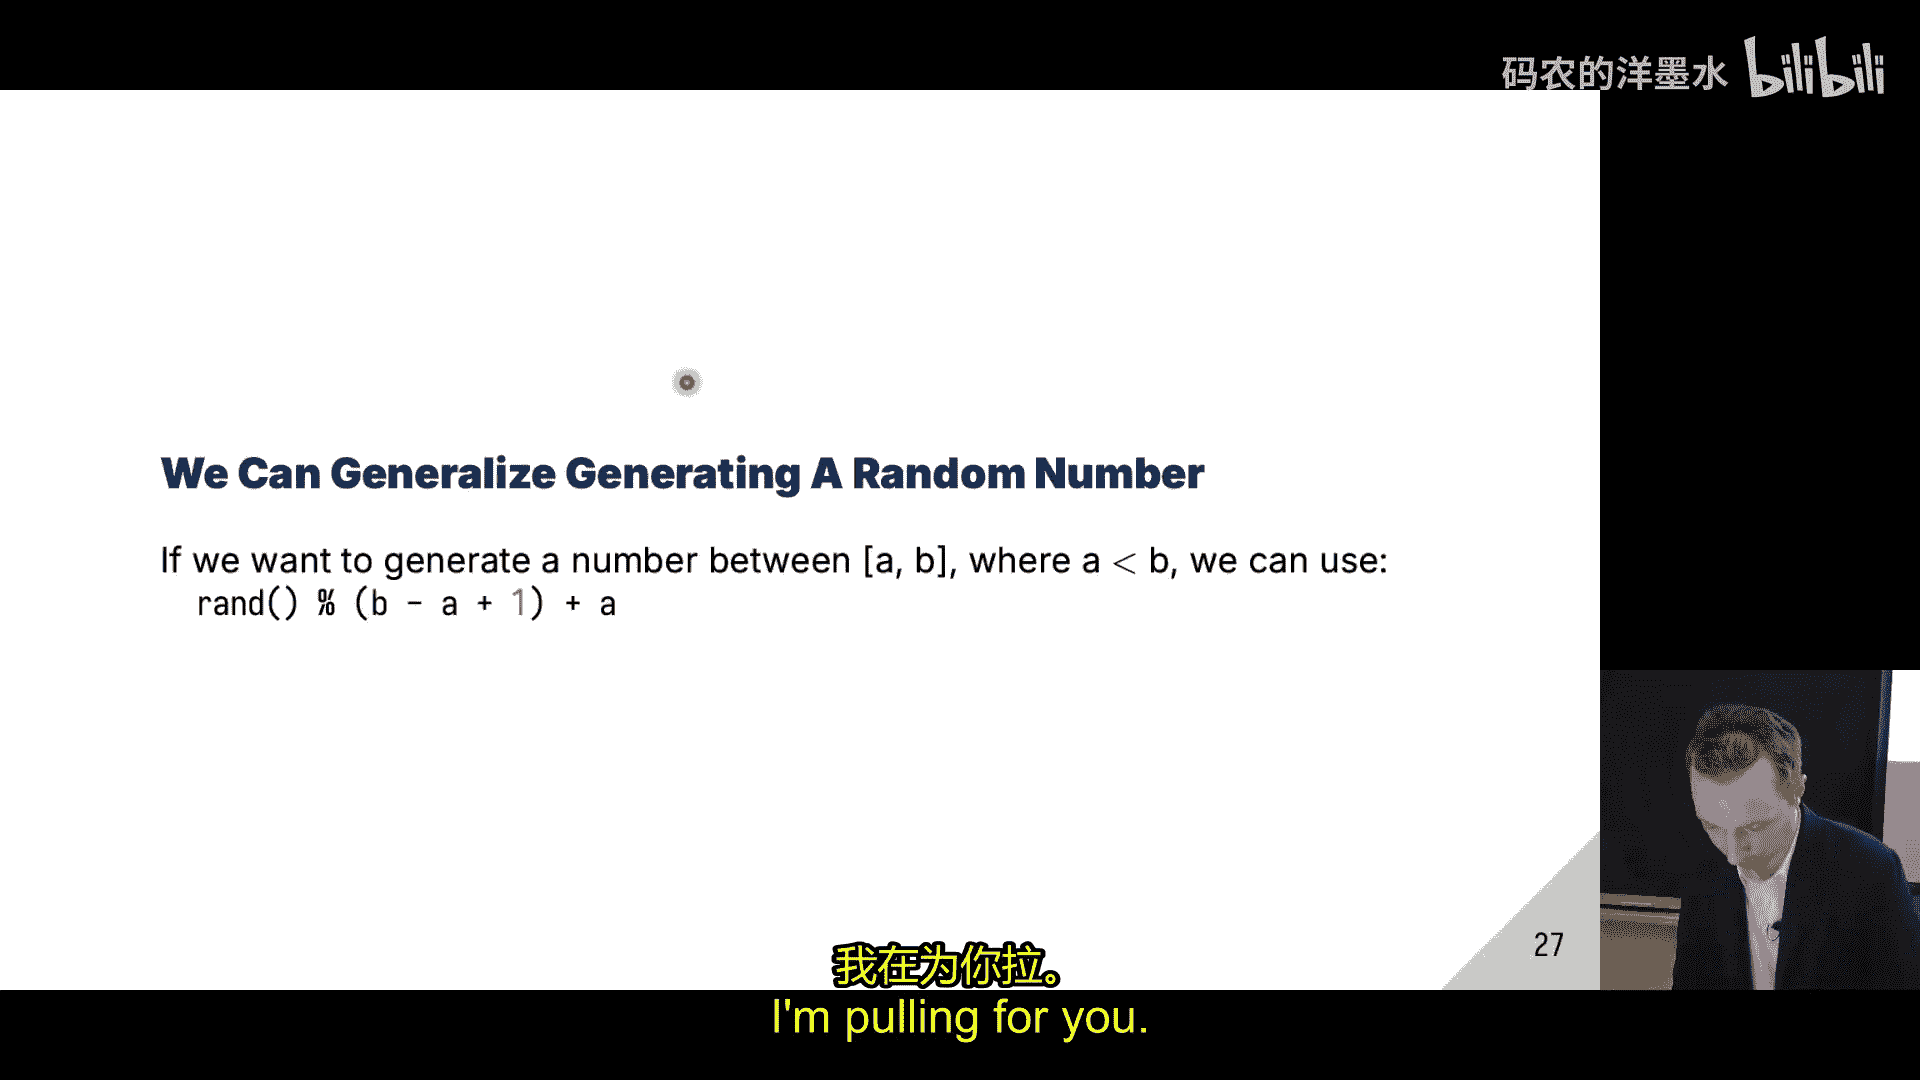 码农的洋墨水 bilibili
We Can Generalize Generating A Random Number
If we want to generate a number between [a, b], where a < b, we can use:
rand() % (b - a + 1) + a
27
我在为你拉。
I'm pulling for you.